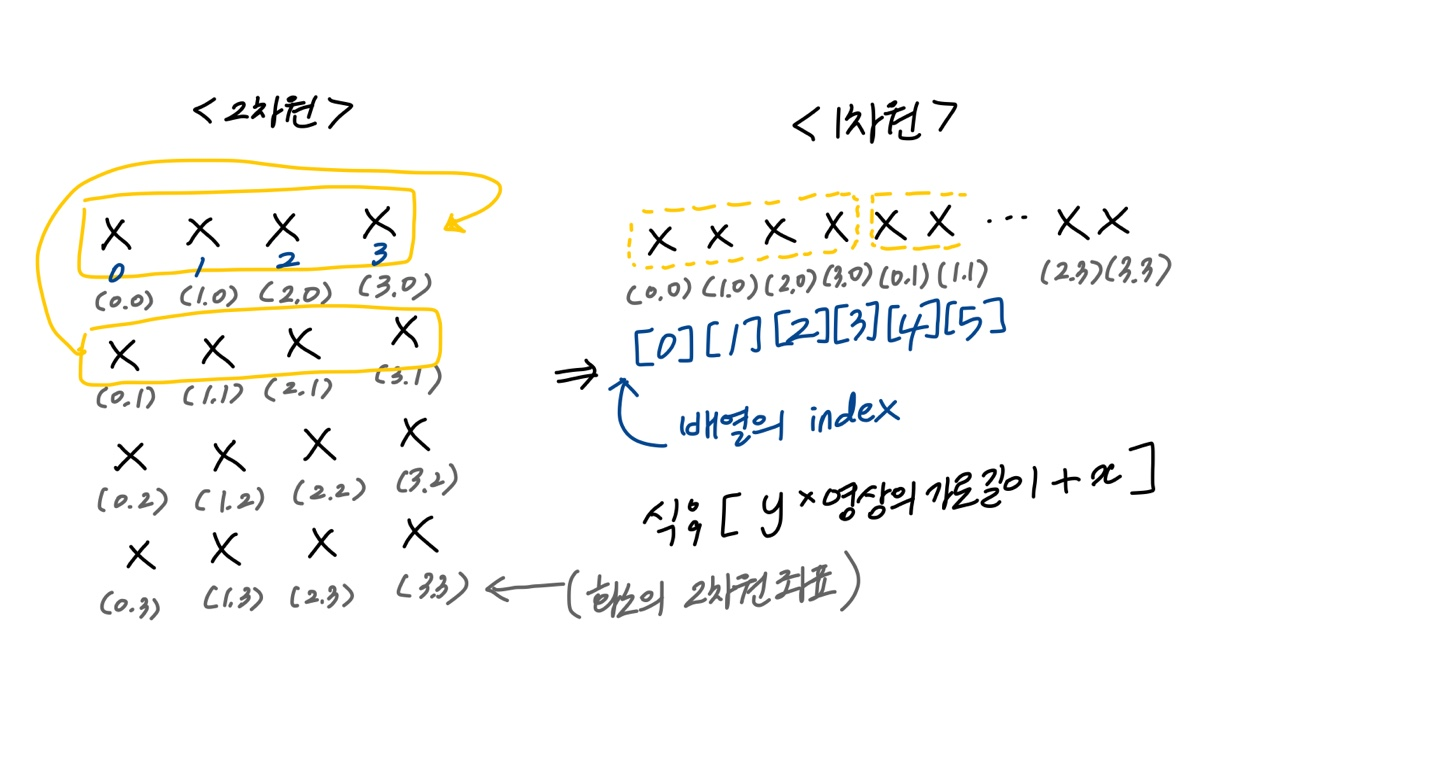 <2차원>
X X X X
0 1 2 3
(0.0) (1.0) (2.0) (3.0)
X X X X
(0.1) (1.1) (2.1) (3.1)
X X X X
(0.2) (1.2) (2.2) (3.2)
X X X X
(0.3) (1.3) (2.3) (3.3)
⇒
<1차원>
X X X X X X ... X X
(0.0) (1.0) (2.0) (3.0) (0.1) (1.1) (2.3) (3.3)
[0] [1] [2] [3] [4] [5]
배열의 index
식 : [ y × 영상의 가로길이 + x ]
← (화소의 2차원 좌표)